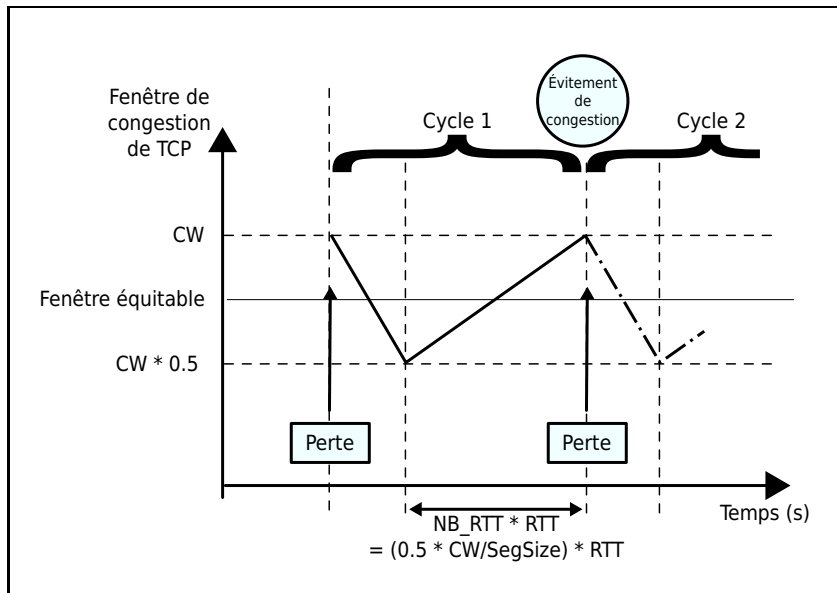 Fenêtre de
congestion
de TCP
Cycle 1
Évitement
de
congestion
Cycle 2
CW
Fenêtre équitable
CW * 0.5
Perte
Perte
Temps (s)
NB_RTT * RTT
= (0.5 * CW/SegSize) * RTT